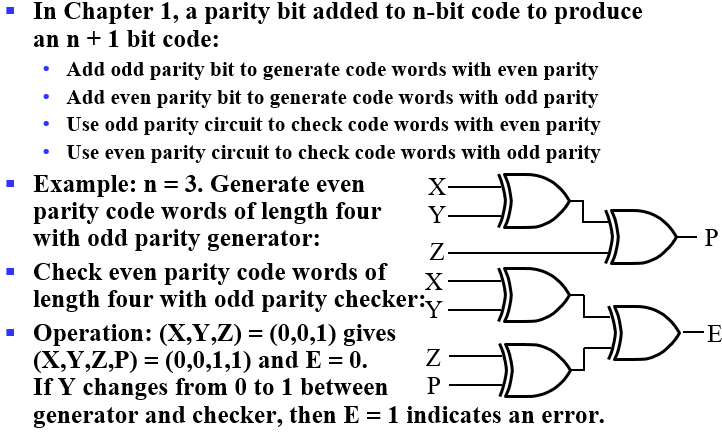 In Chapter 1, a parity bit added to n-bit code to produce
an n + 1 bit code:
Add odd parity bit to generate code words with even parity
Add even parity bit to generate code words with odd parity
Use odd parity circuit to check code words with even parity
Use even parity circuit to check code words with odd parity
Example: n = 3. Generate even
parity code words of length four
with odd parity generator:
Check even parity code words of
length four with odd parity checker:
Operation: (X,Y,Z) = (0,0,1) gives
(X,Y,Z,P) = (0,0,1,1) and E = 0.
If Y changes from 0 to 1 between
generator and checker, then E = 1 indicates an error.
X
Y
Z
P
X
Y
Z
P
E